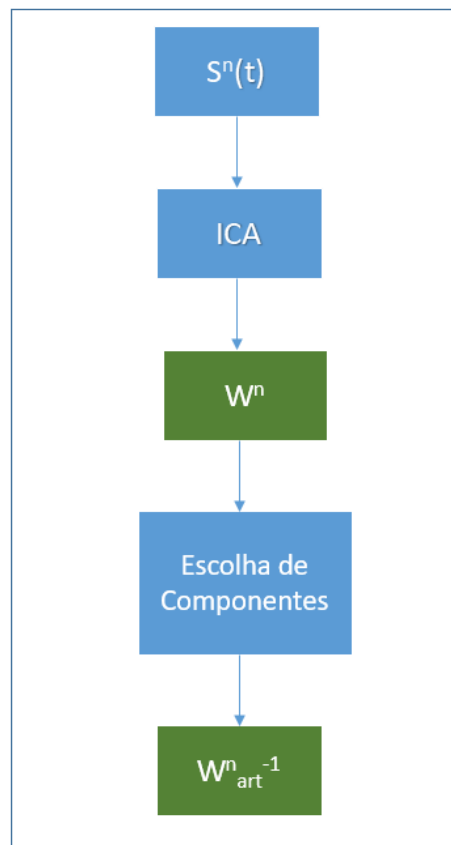 Sⁿ(t)
ICA
Wⁿ
Escolha de
Componentes
Wⁿₐᵣₜ⁻¹